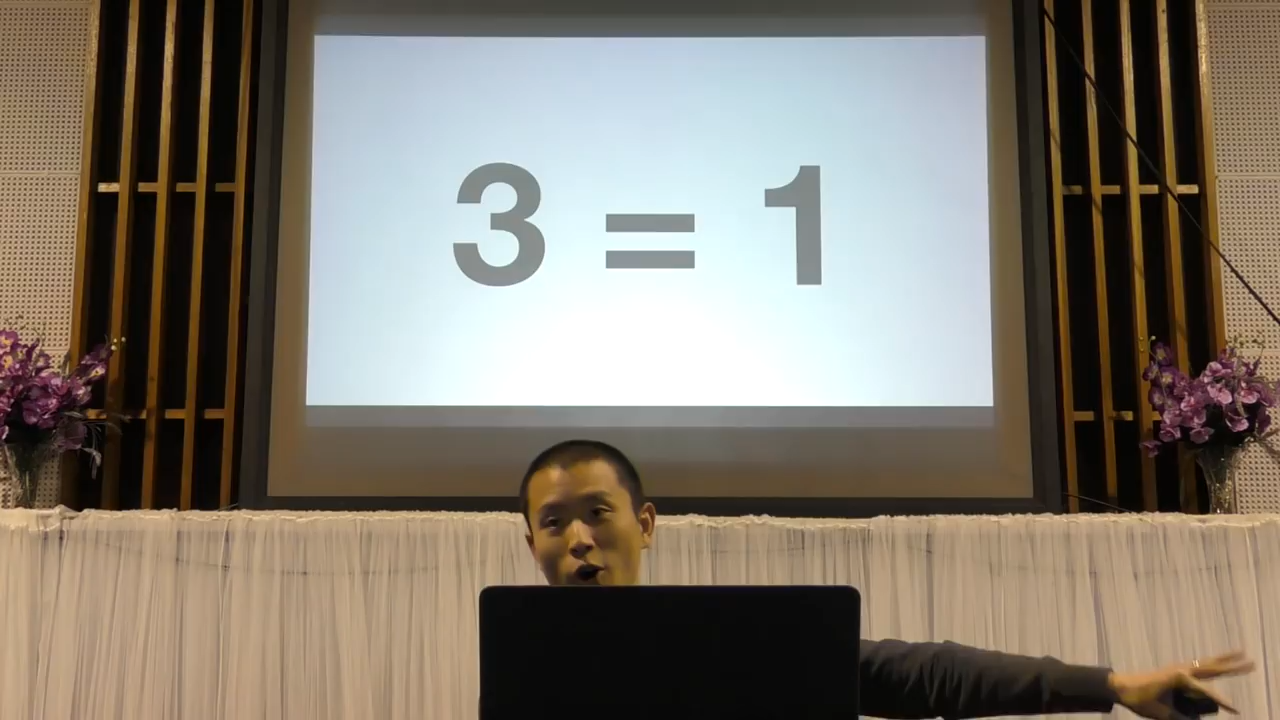 3 = 1